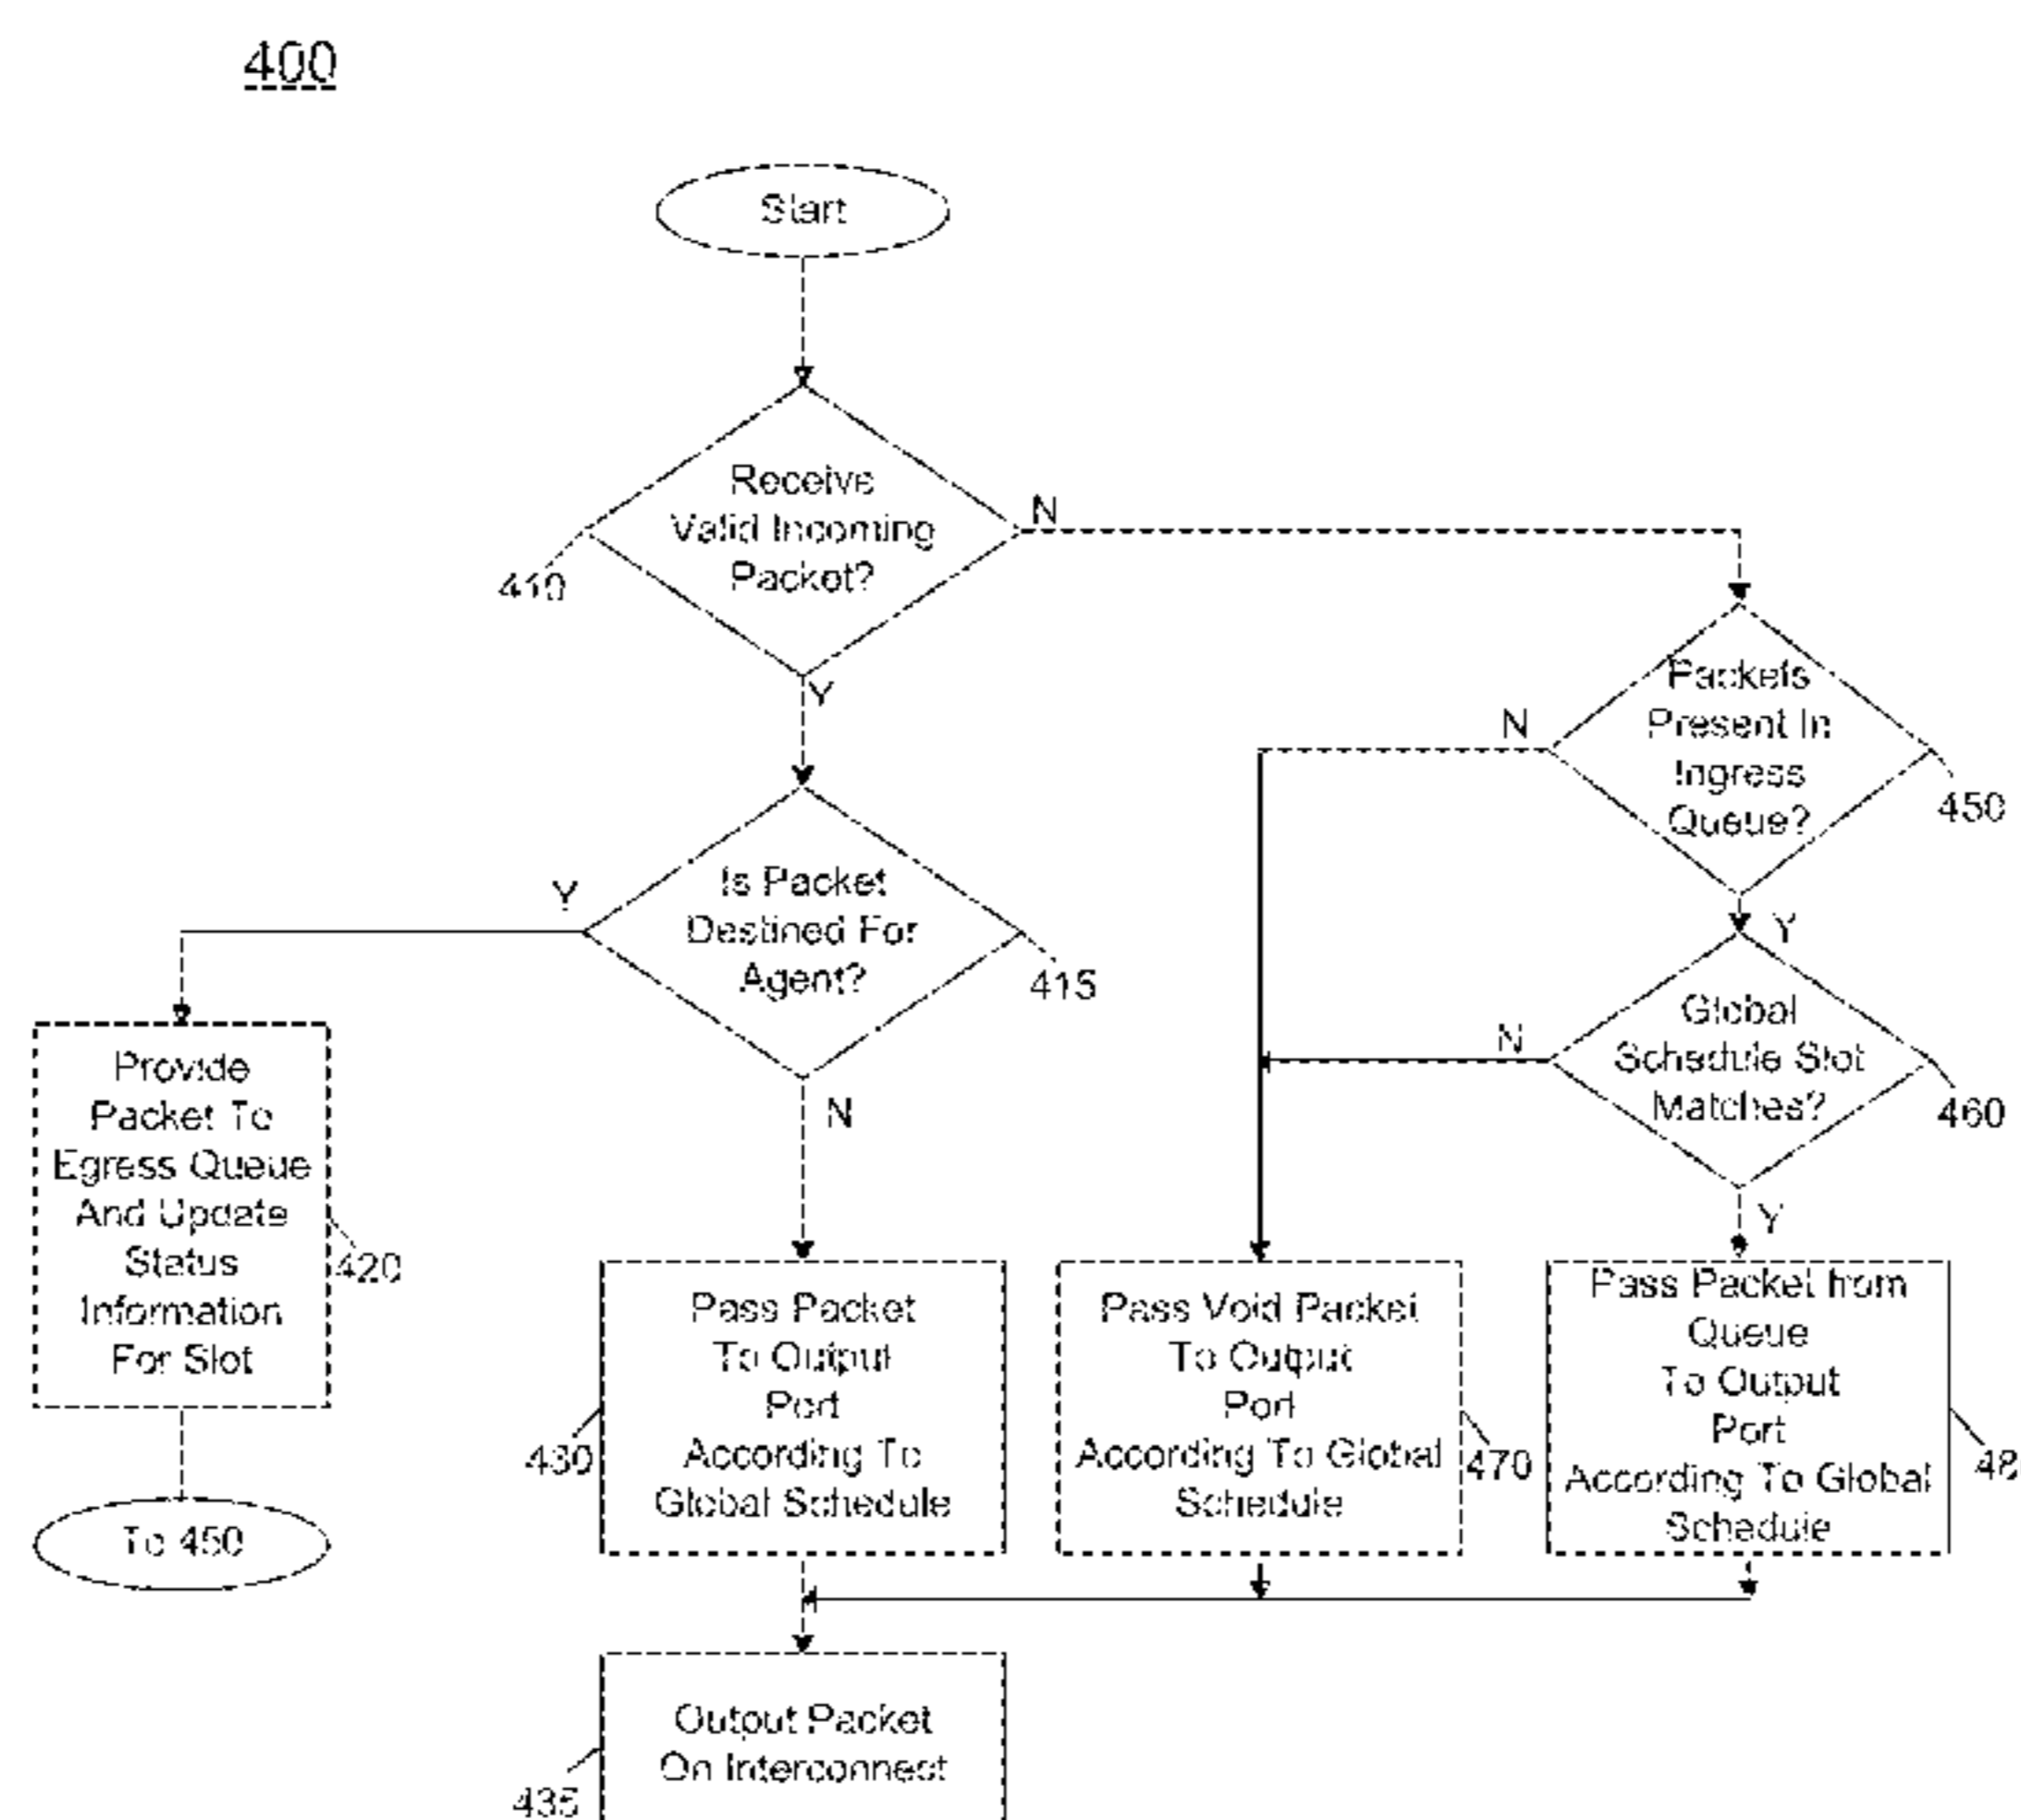 400
Start
Receive
Valid Incoming
Packet?
410
N
Y
Packets
Present In
Ingress
Queue?
450
N
Y
Is Packet
Destined For
Agent?
415
Y
N
Global
Schedule Slot
Matches?
460
N
Y
Provide
Packet To
Egress Queue
And Update
Status
Information
For Slot
420
To 450
Pass Packet
To Output
Port
According To
Global Schedule
430
Pass Void Packet
To Output
Port
According To Global
Schedule
470
Pass Packet from
Queue
To Output
Port
According To Global
Schedule
48
Output Packet
On Interconnect
435